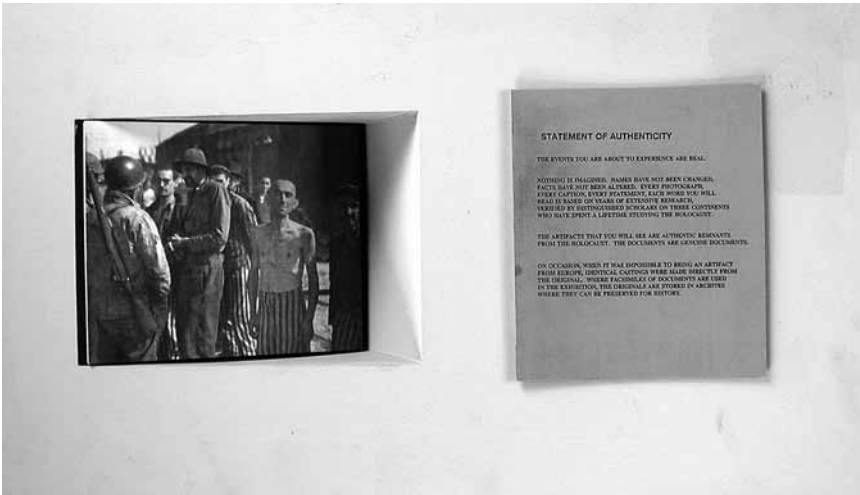 STATEMENT OF AUTHENTICITY
THE EVENTS YOU ARE ABOUT TO EXPERIENCE ARE REAL.
NOTHING IS IMAGINED. NAMES HAVE NOT BEEN CHANGED,
FACTS HAVE NOT BEEN ALTERED. EVERY PHOTOGRAPH,
EVERY CAPTION, EVERY STATEMENT, EACH WORD YOU WILL
READ IS BASED ON YEARS OF EXTENSIVE RESEARCH,
VERIFIED BY DISTINGUISHED SCHOLARS ON THREE CONTINENTS
WHO HAVE SPENT A LIFETIME STUDYING THE HOLOCAUST.
THE ARTIFACTS THAT YOU WILL SEE ARE AUTHENTIC REMNANTS
FROM THE HOLOCAUST. THE DOCUMENTS ARE GENUINE DOCUMENTS.
ON OCCASION, WHEN IT WAS IMPOSSIBLE TO BRING AN ARTIFACT
FROM EUROPE, IDENTICAL CASTINGS WERE MADE DIRECTLY FROM
THE ORIGINAL. WHERE FACSIMILES OF DOCUMENTS ARE USED
IN THE EXHIBITION, THE ORIGINALS ARE STORED IN ARCHIVES
WHERE THEY CAN BE PRESERVED FOR HISTORY.